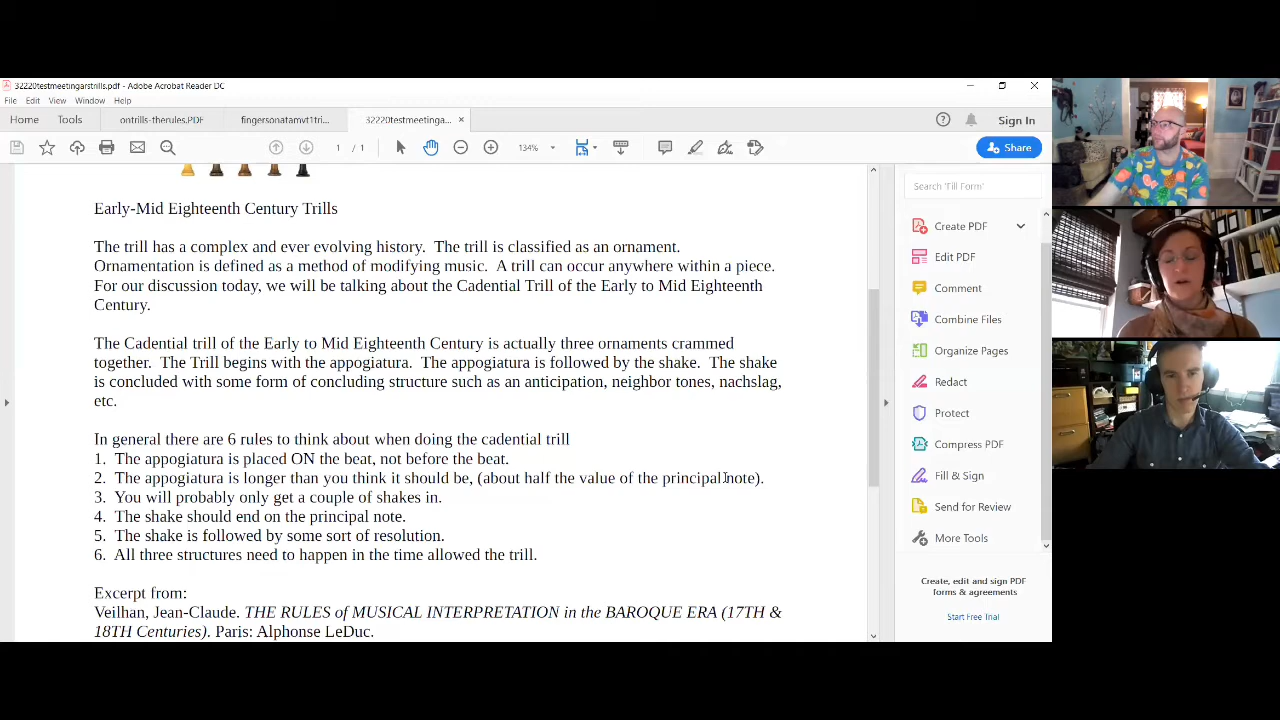 32220testmeetingarstrills.pdf - Adobe Acrobat Reader DC
File Edit View Window Help
Home Tools ontrills-therules.PDF fingersonatamvt1tri... 32220testmeetinga... × Sign In
1 / 1 134% Share
Early-Mid Eighteenth Century Trills
The trill has a complex and ever evolving history. The trill is classified as an ornament.
Ornamentation is defined as a method of modifying music. A trill can occur anywhere within a piece.
For our discussion today, we will be talking about the Cadential Trill of the Early to Mid Eighteenth
Century.
The Cadential trill of the Early to Mid Eighteenth Century is actually three ornaments crammed
together. The Trill begins with the appogiatura. The appogiatura is followed by the shake. The shake
is concluded with some form of concluding structure such as an anticipation, neighbor tones, nachslag,
etc.
In general there are 6 rules to think about when doing the cadential trill
1. The appogiatura is placed ON the beat, not before the beat.
2. The appogiatura is longer than you think it should be, (about half the value of the principal note).
3. You will probably only get a couple of shakes in.
4. The shake should end on the principal note.
5. The shake is followed by some sort of resolution.
6. All three structures need to happen in the time allowed the trill.
Excerpt from:
Veilhan, Jean-Claude. THE RULES of MUSICAL INTERPRETATION in the BAROQUE ERA (17TH &
18TH Centuries). Paris: Alphonse LeDuc.
Search 'Fill Form'
Create PDF
Edit PDF
Comment
Combine Files
Organize Pages
Redact
Protect
Compress PDF
Fill & Sign
Send for Review
More Tools
Create, edit and sign PDF
forms & agreements
Start Free Trial